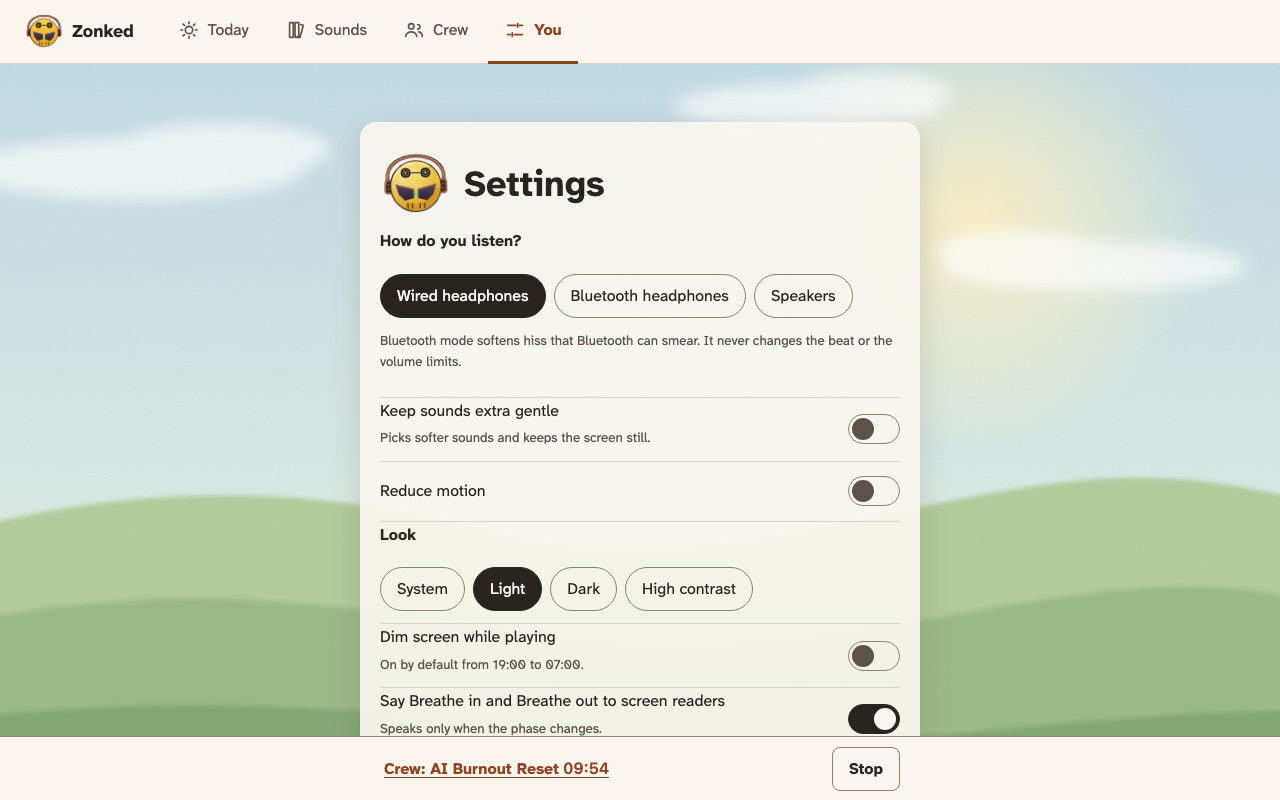 Zonked
Today
Sounds
Crew
You
Settings
How do you listen?
Wired headphones
Bluetooth headphones
Speakers
Bluetooth mode softens hiss that Bluetooth can smear. It never changes the beat or the
volume limits.
Keep sounds extra gentle
Picks softer sounds and keeps the screen still.
Reduce motion
Look
System
Light
Dark
High contrast
Dim screen while playing
On by default from 19:00 to 07:00.
Say Breathe in and Breathe out to screen readers
Speaks only when the phase changes.
Crew: AI Burnout Reset 09:54
Stop